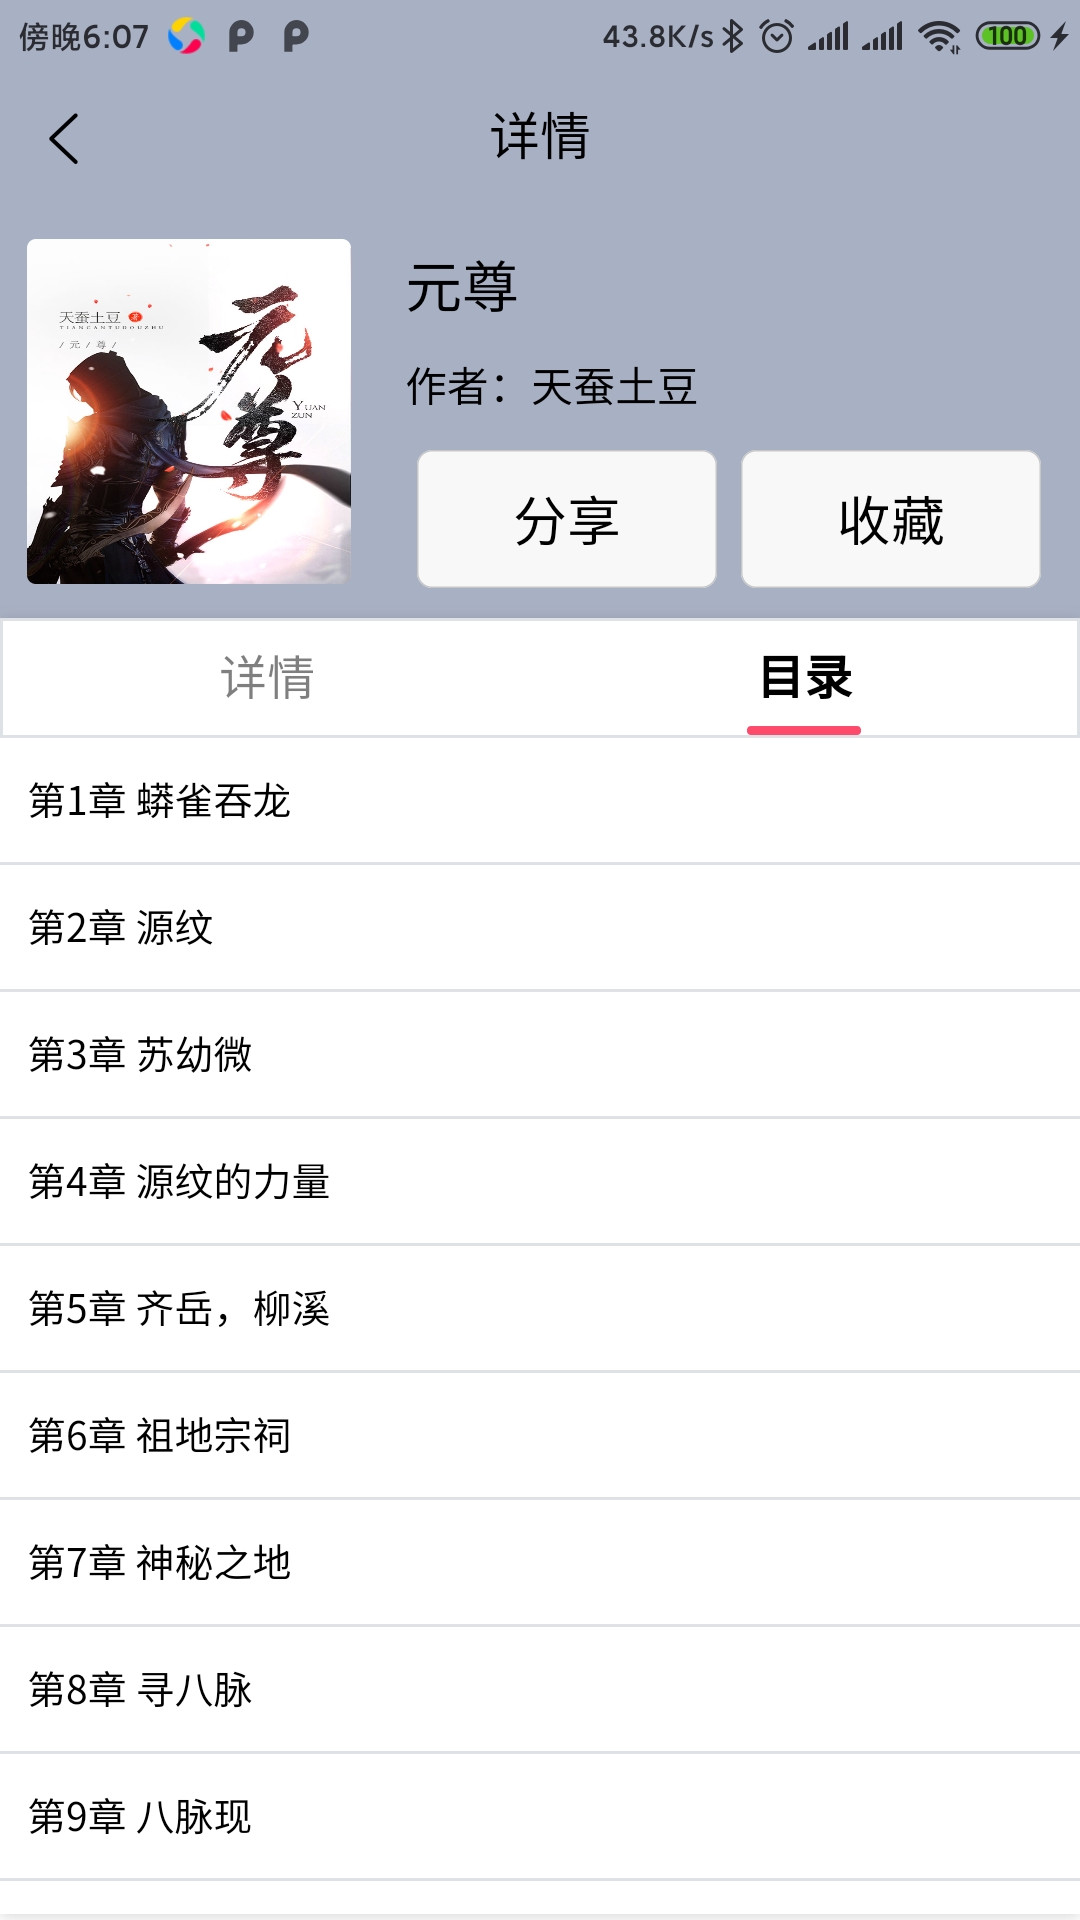 傍晚6:07 43.8K/s 100
详情
天蚕土豆 著
TIANCANTUDOUZHU
/ 元 / 尊 /
元尊
YUAN
ZUN
元尊
作者：天蚕土豆
分享 收藏
详情 目录
第1章 蟒雀吞龙
第2章 源纹
第3章 苏幼微
第4章 源纹的力量
第5章 齐岳，柳溪
第6章 祖地宗祠
第7章 神秘之地
第8章 寻八脉
第9章 八脉现